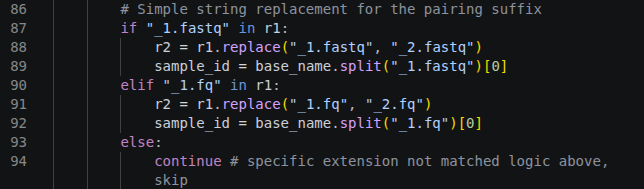 86 # Simple string replacement for the pairing suffix
87 if "_1.fastq" in r1:
88 r2 = r1.replace("_1.fastq", "_2.fastq")
89 sample_id = base_name.split("_1.fastq")[0]
90 elif "_1.fq" in r1:
91 r2 = r1.replace("_1.fq", "_2.fq")
92 sample_id = base_name.split("_1.fq")[0]
93 else:
94 continue # specific extension not matched logic above,
skip